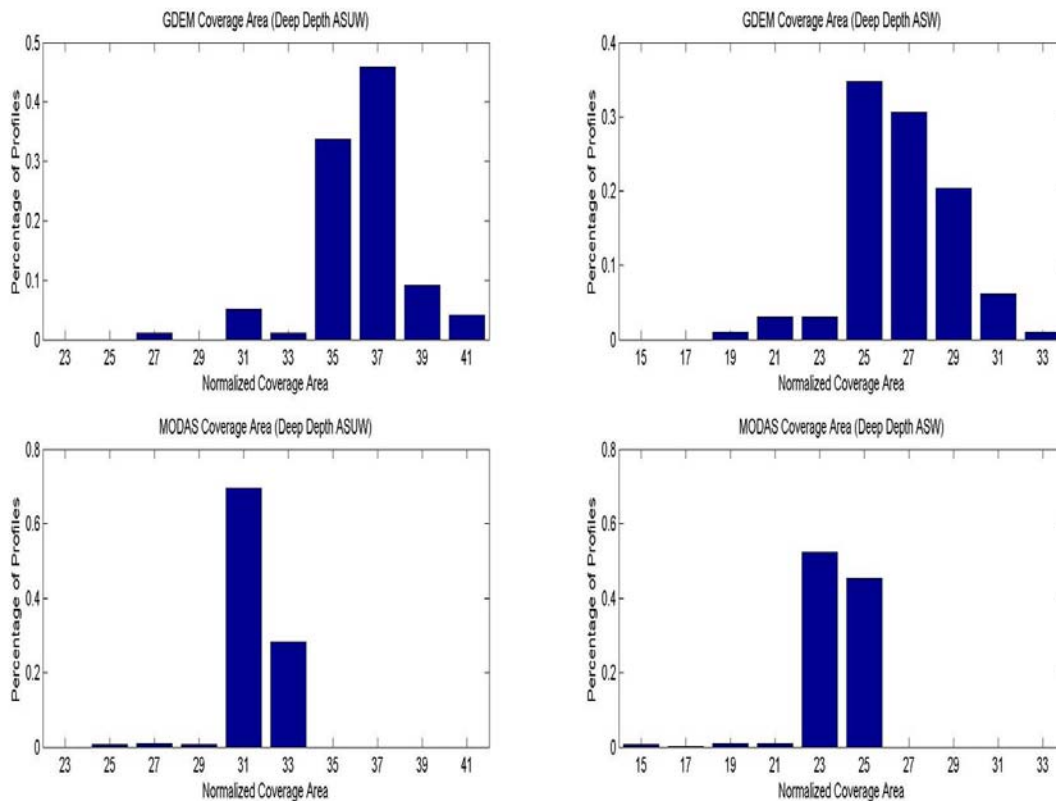 GDEM Coverage Area (Deep Depth ASUW)
0.5
0.4
0.3
0.2
0.1
0
Percentage of Profiles
23 25 27 29 31 33 35 37 39 41
Normalized Coverage Area
GDEM Coverage Area (Deep Depth ASW)
0.4
0.3
0.2
0.1
0
Percentage of Profiles
15 17 19 21 23 25 27 29 31 33
Normalized Coverage Area
MODAS Coverage Area (Deep Depth ASUW)
0.8
0.6
0.4
0.2
0
Percentage of Profiles
23 25 27 29 31 33 35 37 39 41
Normalized Coverage Area
MODAS Coverage Area (Deep Depth ASW)
0.8
0.6
0.4
0.2
0
Percentage of Profiles
15 17 19 21 23 25 27 29 31 33
Normalized Coverage Area